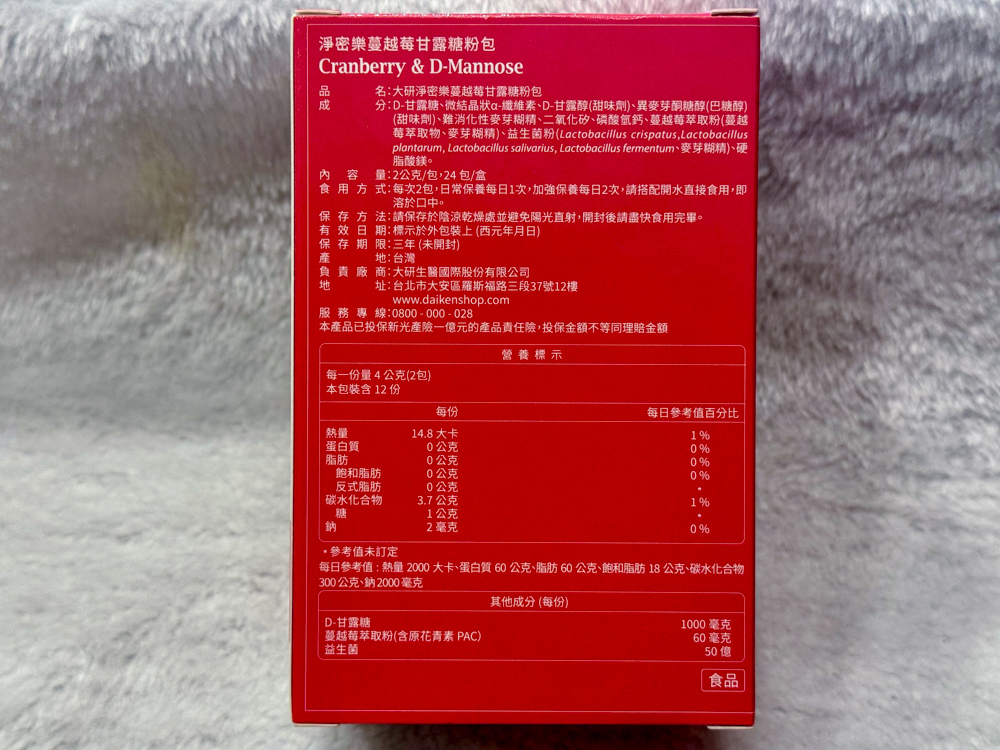 淨密樂蔓越莓甘露糖粉包
Cranberry & D-Mannose
品名:大研淨密樂蔓越莓甘露糖粉包
成分:D-甘露糖、微結晶狀α-纖維素、D-甘露醇(甜味劑)、異麥芽酮糖醇(巴糖醇)
(甜味劑)、難消化性麥芽糊精、二氧化矽、磷酸氫鈣、蔓越莓萃取粉(蔓越
莓萃取物、麥芽糊精)、益生菌粉(Lactobacillus crispatus,Lactobacillus
plantarum, Lactobacillus salivarius, Lactobacillus fermentum、麥芽糊精)、硬
脂酸鎂。
內容量:2公克/包,24包/盒
食用方式:每次2包,日常保養每日1次,加強保養每日2次,請搭配開水直接食用,即
溶於口中。
保存方法:請保存於陰涼乾燥處並避免陽光直射,開封後請盡快食用完畢。
有效日期:標示於外包裝上 (西元年月日)
保存期限:三年 (未開封)
產地:台灣
負責廠商:大研生醫國際股份有限公司
地址:台北市大安區羅斯福路三段37號12樓
www.daikenshop.com
服務專線:0800 - 000 - 028
本產品已投保新光產險一億元的產品責任險,投保金額不等同理賠金額
營養標示
每一份量 4 公克(2包)
本包裝含 12 份
每份 每日參考值百分比
熱量 14.8 大卡 1%
蛋白質 0 公克 0%
脂肪 0 公克 0%
飽和脂肪 0 公克 0%
反式脂肪 0 公克 *
碳水化合物 3.7 公克 1%
糖 1 公克 *
鈉 2 毫克 0%
*參考值未訂定
每日參考值 : 熱量 2000 大卡、蛋白質 60 公克、脂肪 60 公克、飽和脂肪 18 公克、碳水化合物
300 公克、鈉 2000 毫克
其他成分 (每份)
D-甘露糖 1000 毫克
蔓越莓萃取粉(含原花青素 PAC) 60 毫克
益生菌 50 億
食品